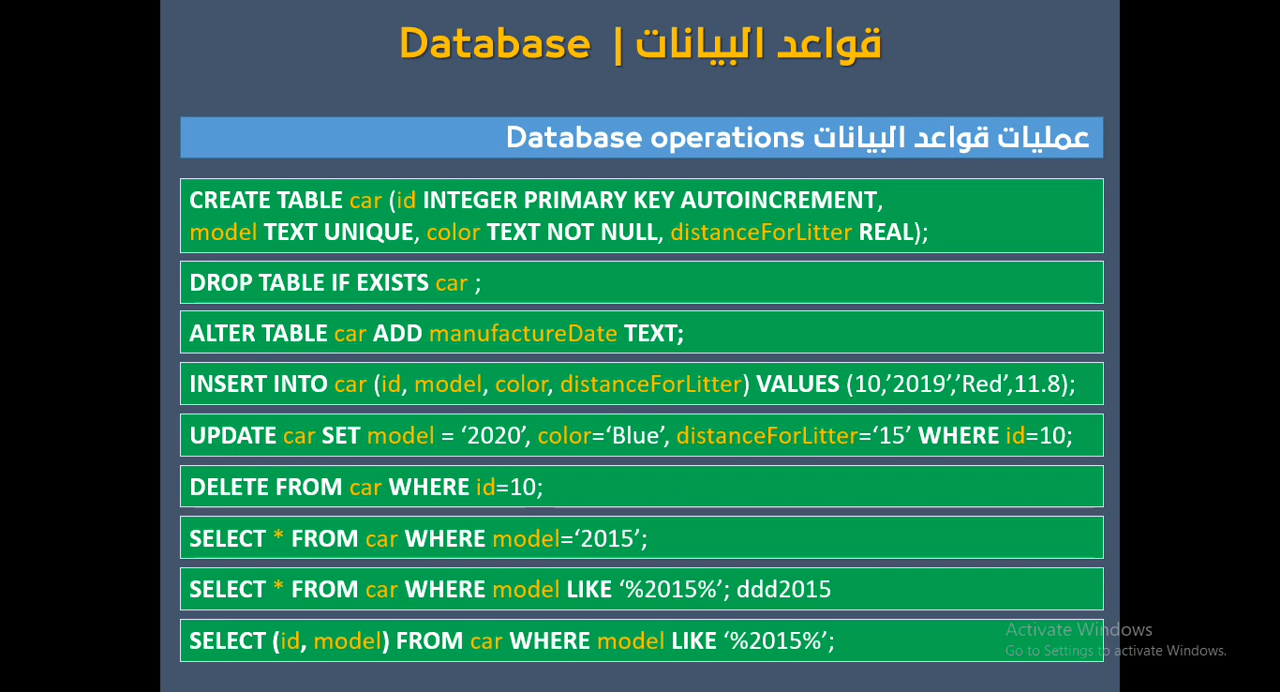 قواعد البيانات | Database
عمليات قواعد البيانات Database operations
CREATE TABLE car (id INTEGER PRIMARY KEY AUTOINCREMENT,
model TEXT UNIQUE, color TEXT NOT NULL, distanceForLitter REAL);
DROP TABLE IF EXISTS car ;
ALTER TABLE car ADD manufactureDate TEXT;
INSERT INTO car (id, model, color, distanceForLitter) VALUES (10,’2019’,’Red’,11.8);
UPDATE car SET model = ‘2020’, color=‘Blue’, distanceForLitter=‘15’ WHERE id=10;
DELETE FROM car WHERE id=10;
SELECT * FROM car WHERE model=‘2015’;
SELECT * FROM car WHERE model LIKE ‘%2015%’; ddd2015
SELECT (id, model) FROM car WHERE model LIKE ‘%2015%’;
Activate Windows
Go to Settings to activate Windows.